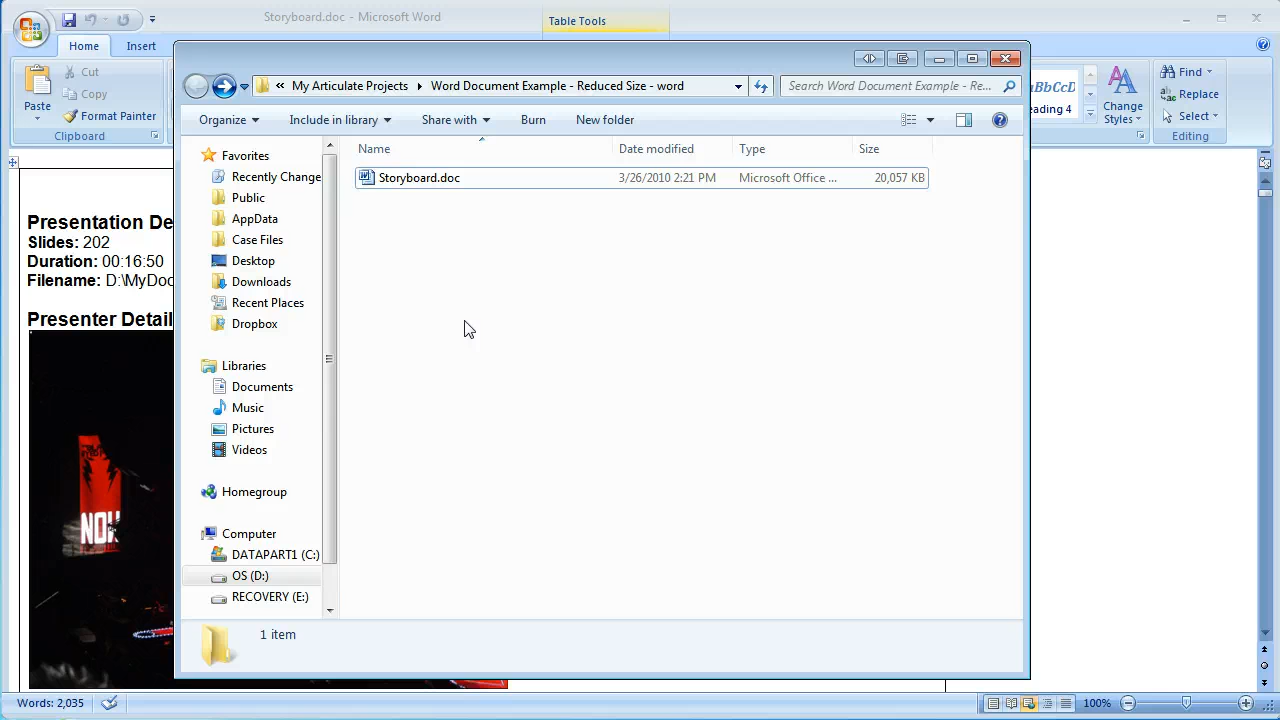 Storyboard.doc - Microsoft Word
Table Tools
Home
Insert
Paste
Cut
Copy
Format Painter
Clipboard
eading 4
Change
Styles
Find
Replace
Select
Editing
My Articulate Projects
Word Document Example - Reduced Size - word
Search Word Document Example - Re...
Organize
Include in library
Share with
Burn
New folder
Favorites
Recently Change
Public
AppData
Case Files
Desktop
Downloads
Recent Places
Dropbox
Libraries
Documents
Music
Pictures
Videos
Homegroup
Computer
DATAPART1 (C:)
OS (D:)
RECOVERY (E:)
Name
Date modified
Type
Size
Storyboard.doc
3/26/2010 2:21 PM
Microsoft Office ...
20,057 KB
1 item
Presentation De
Slides: 202
Duration: 00:16:50
Filename: D:\MyDoc
Presenter Detail
Words: 2,035
100%